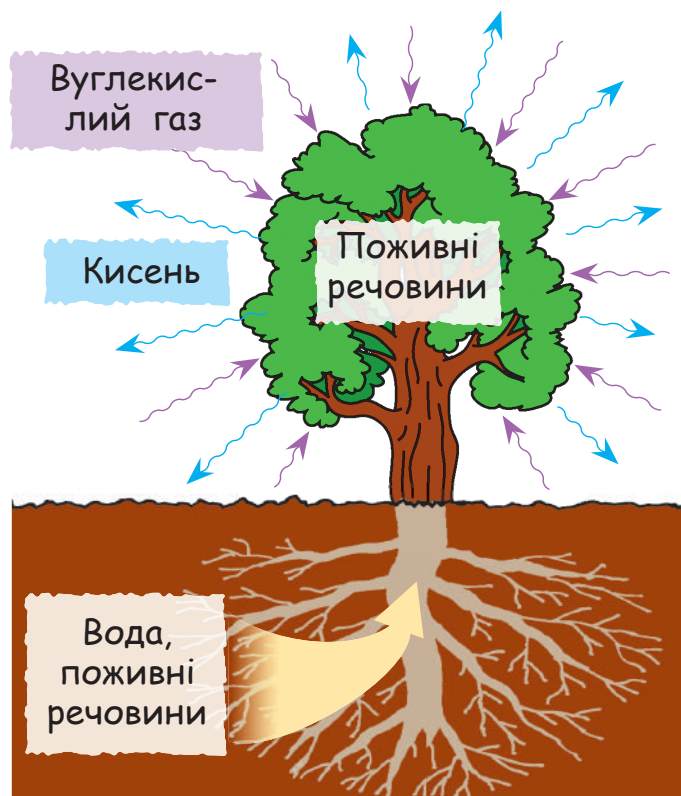 Вуглекис-
лий газ
Кисень
Поживні
речовини
Вода,
поживні
речовини